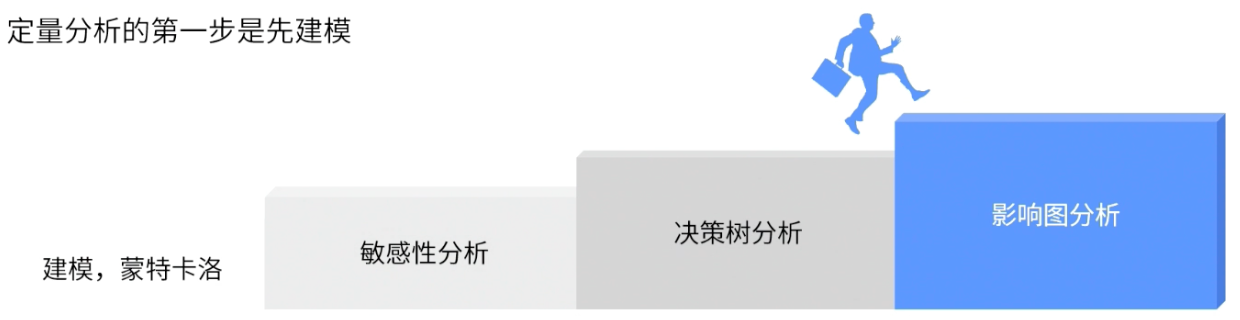 定量分析的第一步是先建模
建模，蒙特卡洛
敏感性分析
决策树分析
影响图分析